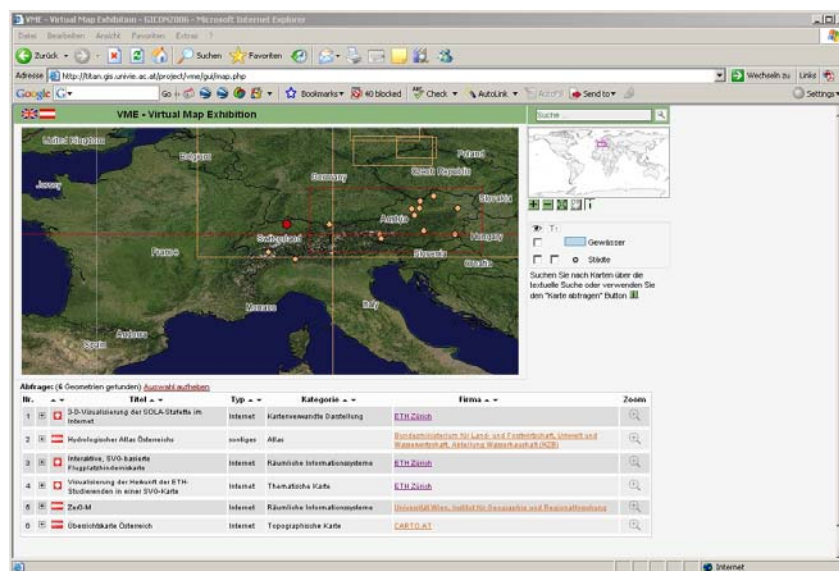 VME - Virtual Map Exhibition - GICON2006 - Microsoft Internet Explorer
Datei Bearbeiten Ansicht Favoriten Extras ?
Zurück Suchen Favoriten
Adresse http://titan.gis.univie.ac.at/project/vme/gui/map.php Wechseln zu Links
Google G Go Bookmarks 40 blocked Check AutoLink AutoFill Send to Settings
VME - Virtual Map Exhibition
Suche ...
United Kingdom
Belgium
Poland
Germany
Czech Republic
Jersey
Slovakia
Austria
Switzerland
Hungary
France
Slovenia
Croatia
Monaco
Italy
Andorra
Spain
Gewässer
Städte
Suchen Sie nach Karten über die
textuelle Suche oder verwenden Sie
den "Karte abfragen" Button
Abfrage: (6 Geometrien gefunden) Auswahl aufheben
Nr. Titel Typ Kategorie Firma Zoom
1 3-D-Visualisierung der SOLA-Stafette im
Internet Internet Kartenverwandte Darstellung ETH Zürich
2 Hydrologischer Atlas Österreichs sonliges Atlas Bundesministerium für Land- und Forstwirtschaft, Umwelt und
Wasserwirtschaft, Abteilung Wasserhaushalt (HZB)
3 Interaktive, SVG-basierte
Flugplatzhinderniskarte Internet Räumliche Informationssysteme ETH Zürich
4 Visualisierung der Herkunft der ETH-
Studierenden in einer SVG-Karte Internet Thematische Karte ETH Zürich
5 Internet Räumliche Informationssysteme Universität Wien, Institut für Geographie und Regionalforschung
6 Übersichtskarte Österreich Internet Topographische Karte CARTO.AT
Internet